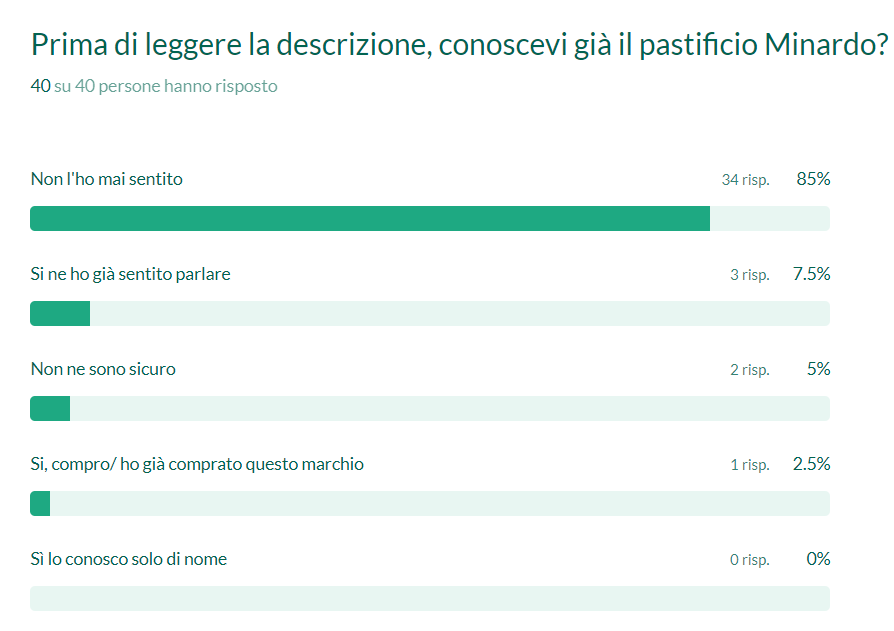 Prima di leggere la descrizione, conoscevi già il pastificio Minardo?
40 su 40 persone hanno risposto
Non l'ho mai sentito 34 risp. 85%
Si ne ho già sentito parlare 3 risp. 7.5%
Non ne sono sicuro 2 risp. 5%
Si, compro/ ho già comprato questo marchio 1 risp. 2.5%
Sì lo conosco solo di nome 0 risp. 0%